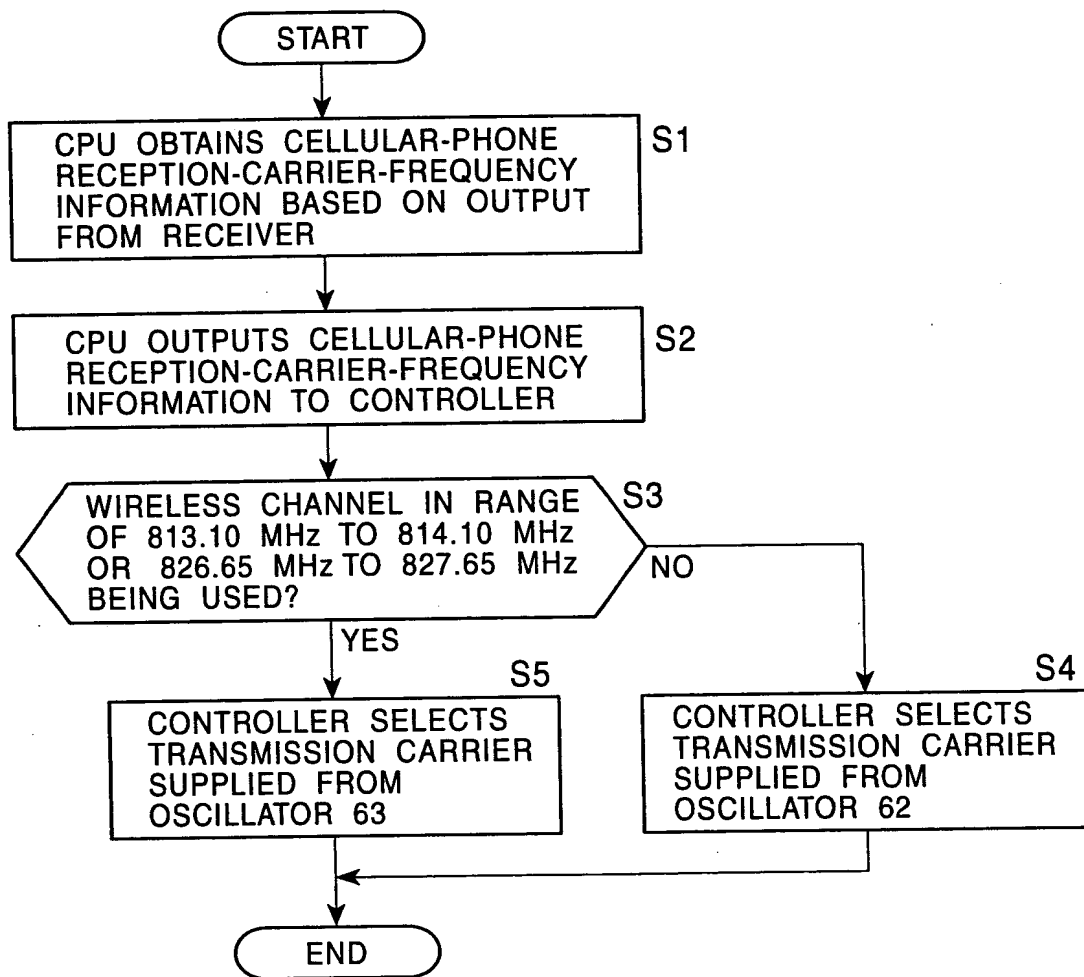 START
CPU OBTAINS CELLULAR-PHONE
RECEPTION-CARRIER-FREQUENCY
INFORMATION BASED ON OUTPUT
FROM RECEIVER
S1
CPU OUTPUTS CELLULAR-PHONE
RECEPTION-CARRIER-FREQUENCY
INFORMATION TO CONTROLLER
S2
WIRELESS CHANNEL IN RANGE
OF 813.10 MHz TO 814.10 MHz
OR 826.65 MHz TO 827.65 MHz
BEING USED?
S3
NO
YES
S5
CONTROLLER SELECTS
TRANSMISSION CARRIER
SUPPLIED FROM
OSCILLATOR 63
S4
CONTROLLER SELECTS
TRANSMISSION CARRIER
SUPPLIED FROM
OSCILLATOR 62
END